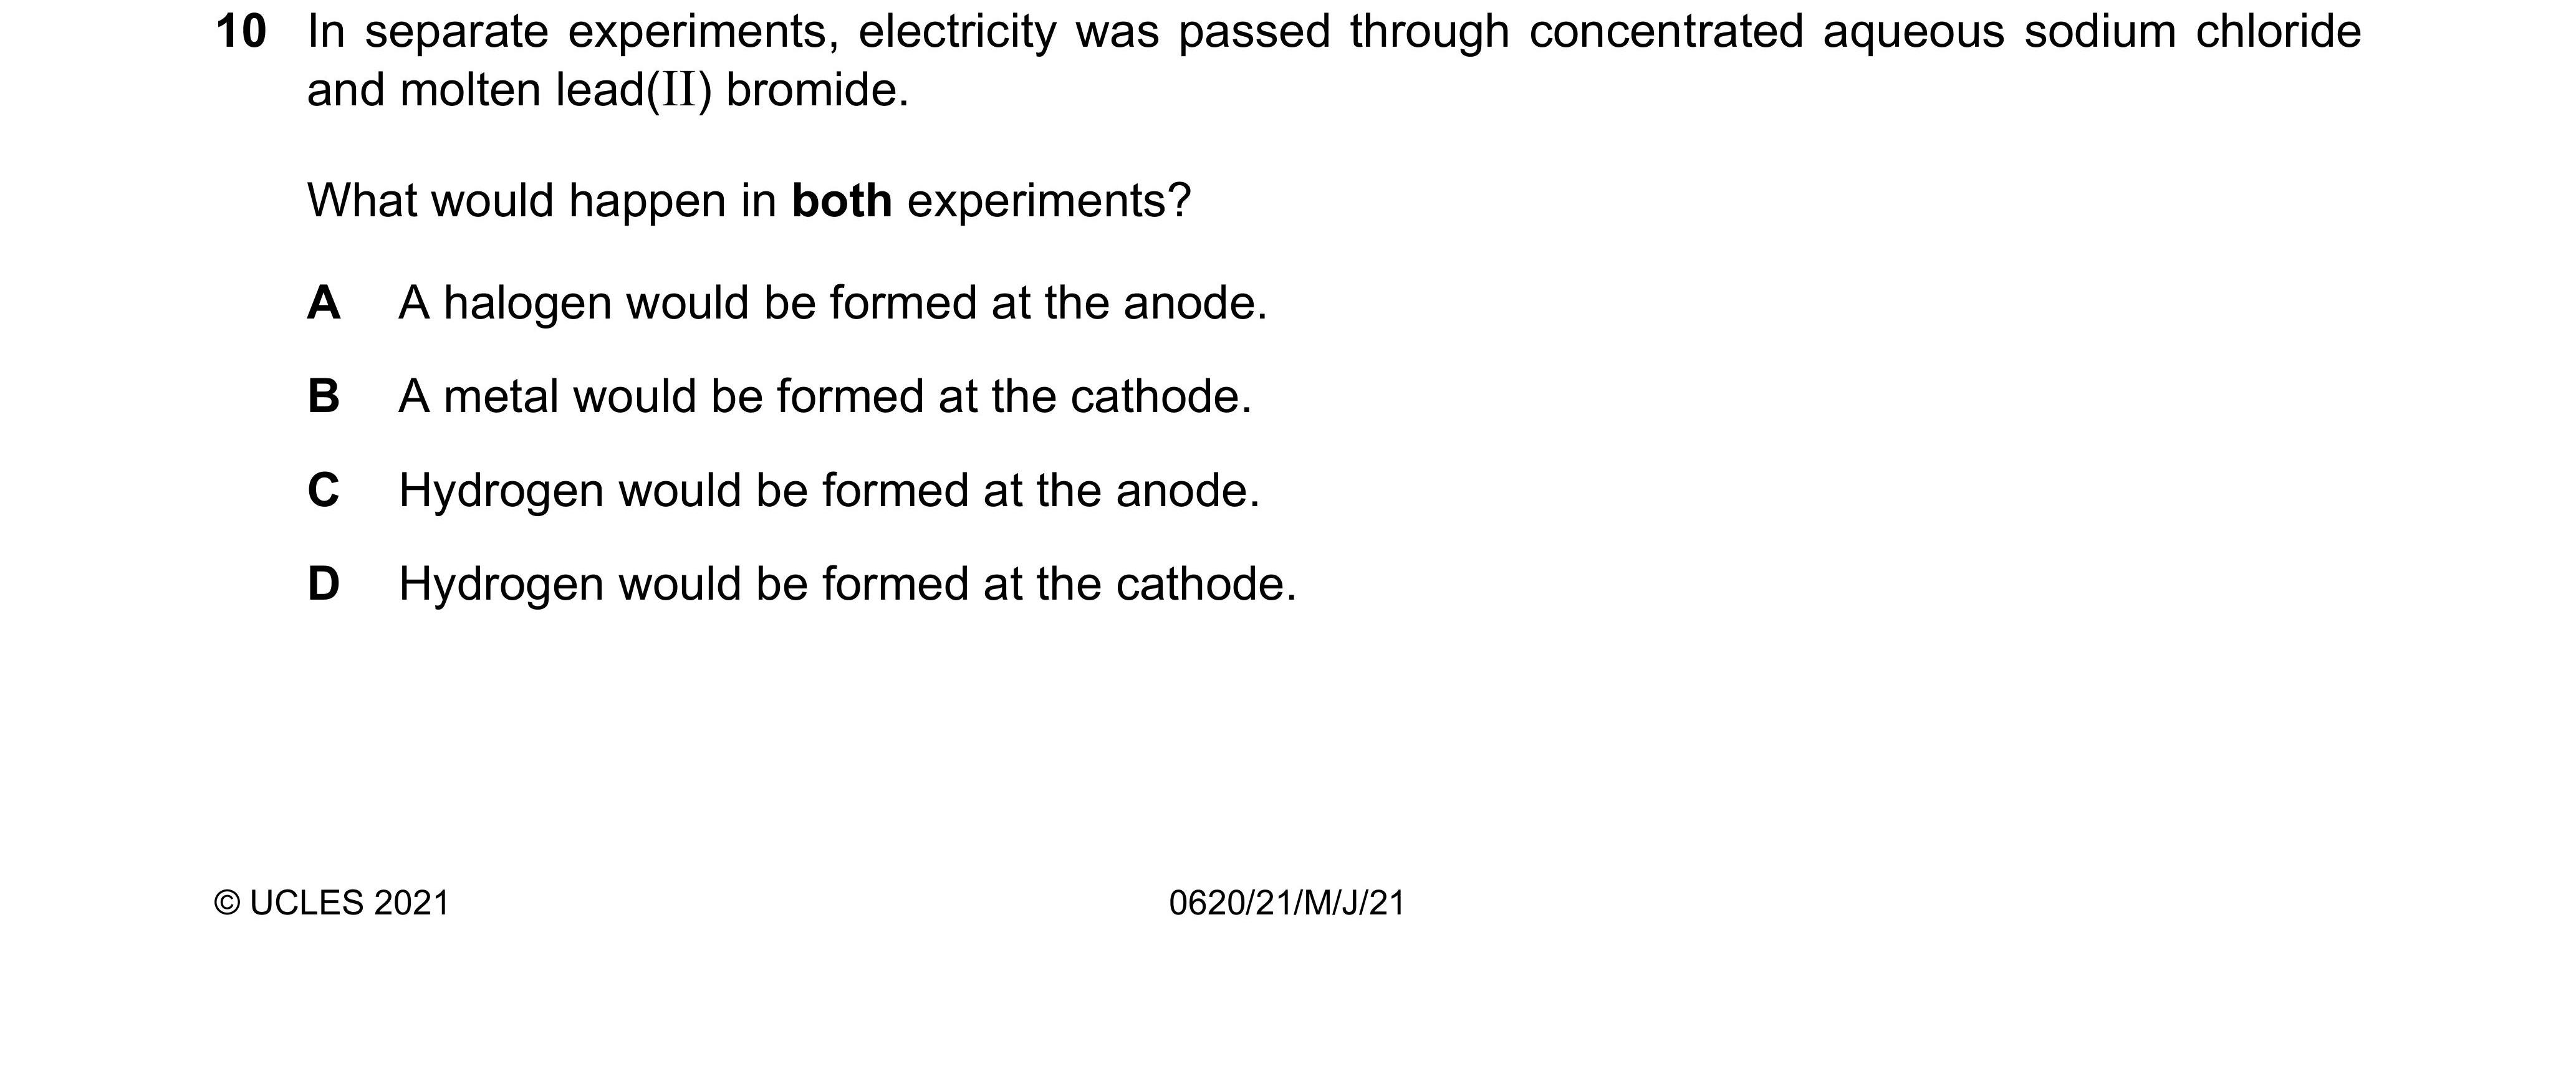 10 In separate experiments, electricity was passed through concentrated aqueous sodium chloride
and molten lead(II) bromide.
What would happen in both experiments?
A A halogen would be formed at the anode.
B A metal would be formed at the cathode.
C Hydrogen would be formed at the anode.
D Hydrogen would be formed at the cathode.
© UCLES 2021 0620/21/M/J/21